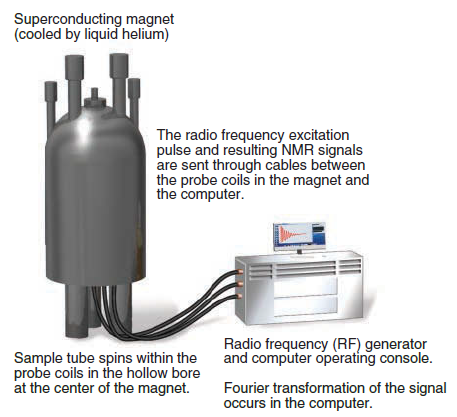 Superconducting magnet
(cooled by liquid helium)
The radio frequency excitation
pulse and resulting NMR signals
are sent through cables between
the probe coils in the magnet and
the computer.
Sample tube spins within the
probe coils in the hollow bore
at the center of the magnet.
Radio frequency (RF) generator
and computer operating console.
Fourier transformation of the signal
occurs in the computer.